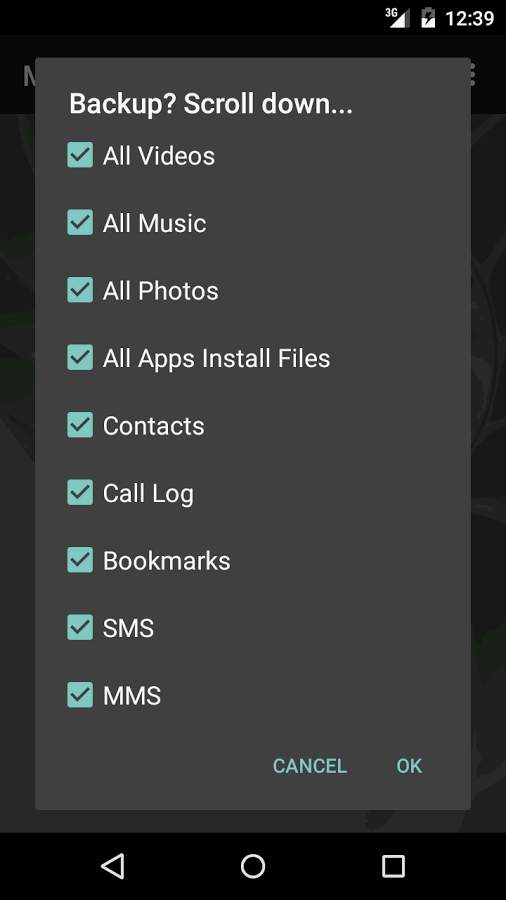 3G 12:39
M
Backup? Scroll down...
All Videos
All Music
All Photos
All Apps Install Files
Contacts
Call Log
Bookmarks
SMS
MMS
CANCEL OK